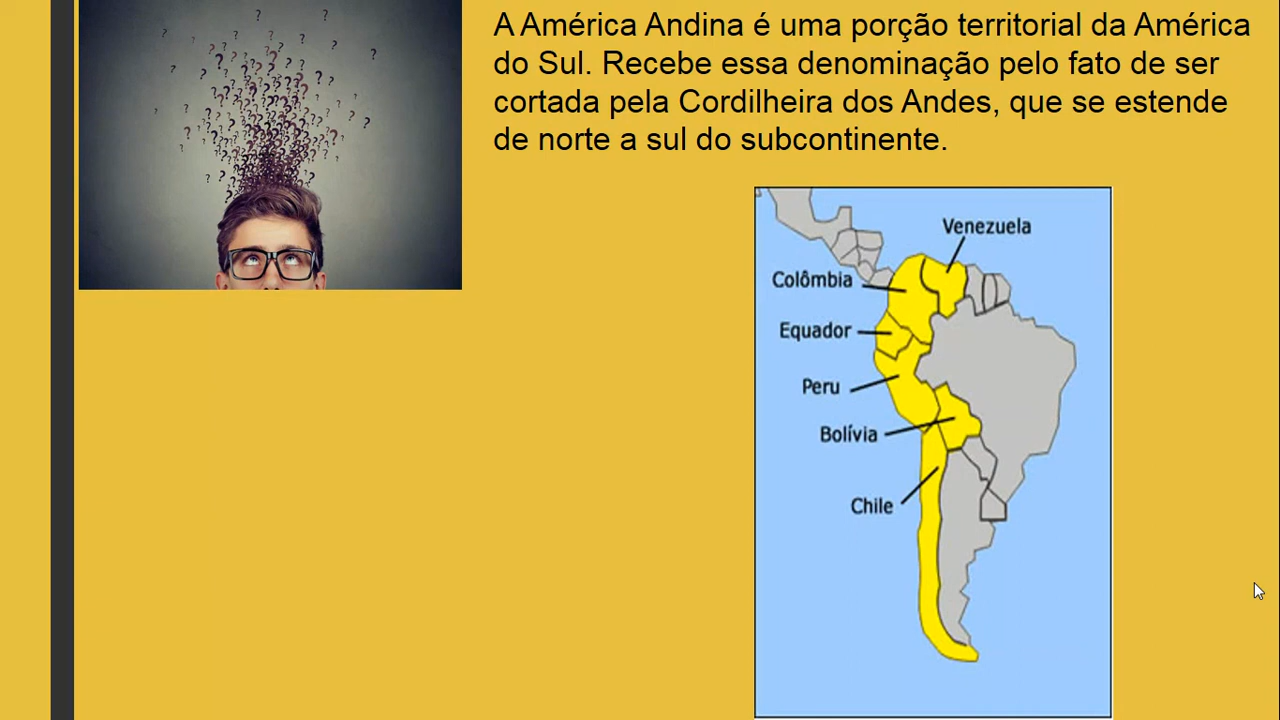 A América Andina é uma porção territorial da América
do Sul. Recebe essa denominação pelo fato de ser
cortada pela Cordilheira dos Andes, que se estende
de norte a sul do subcontinente.
Venezuela
Colômbia
Equador
Peru
Bolívia
Chile